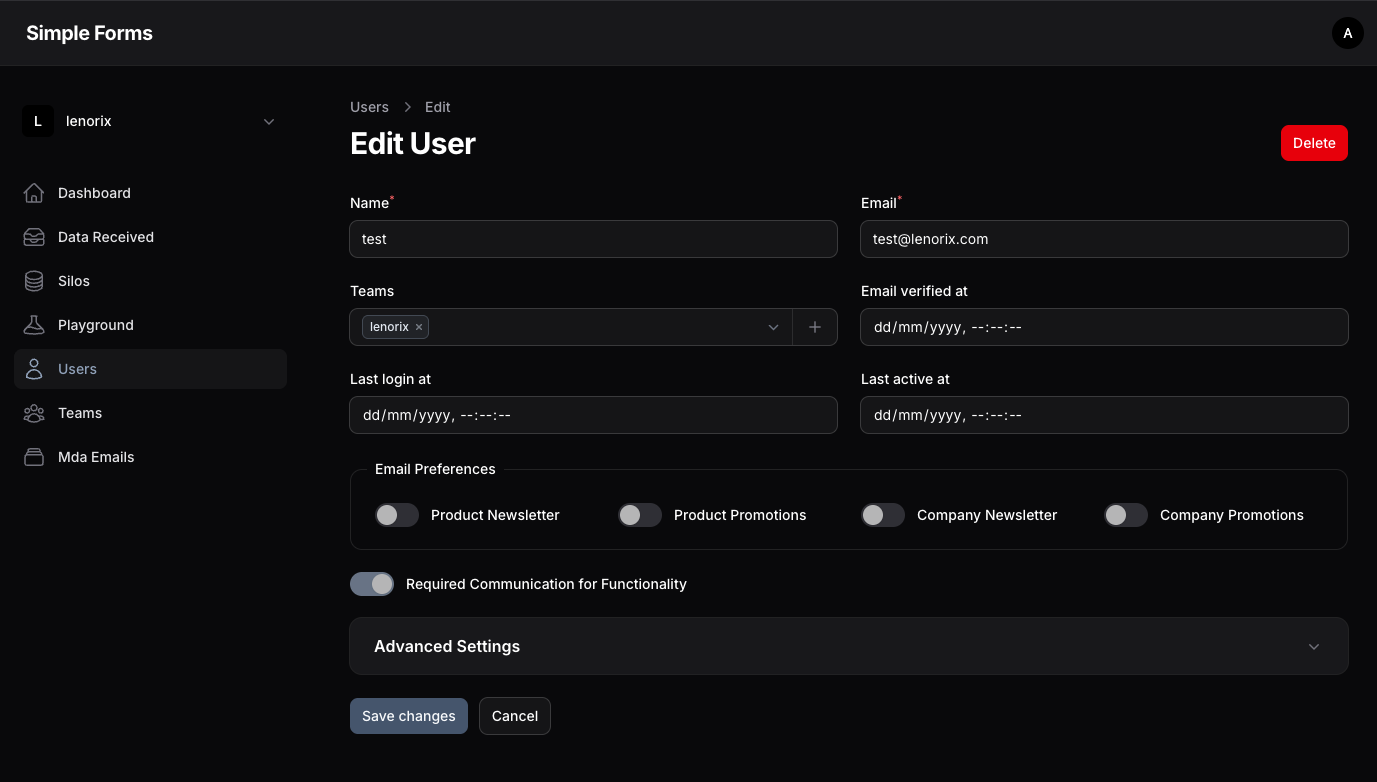 Simple Forms
A
L
lenorix
Dashboard
Data Received
Silos
Playground
Users
Teams
Mda Emails
Users > Edit
Edit User
Delete
Name*
test
Email*
test@lenorix.com
Teams
lenorix ×
+
Email verified at
dd/mm/yyyy, --:--:--
Last login at
dd/mm/yyyy, --:--:--
Last active at
dd/mm/yyyy, --:--:--
Email Preferences
Product Newsletter
Product Promotions
Company Newsletter
Company Promotions
Required Communication for Functionality
Advanced Settings
Save changes
Cancel